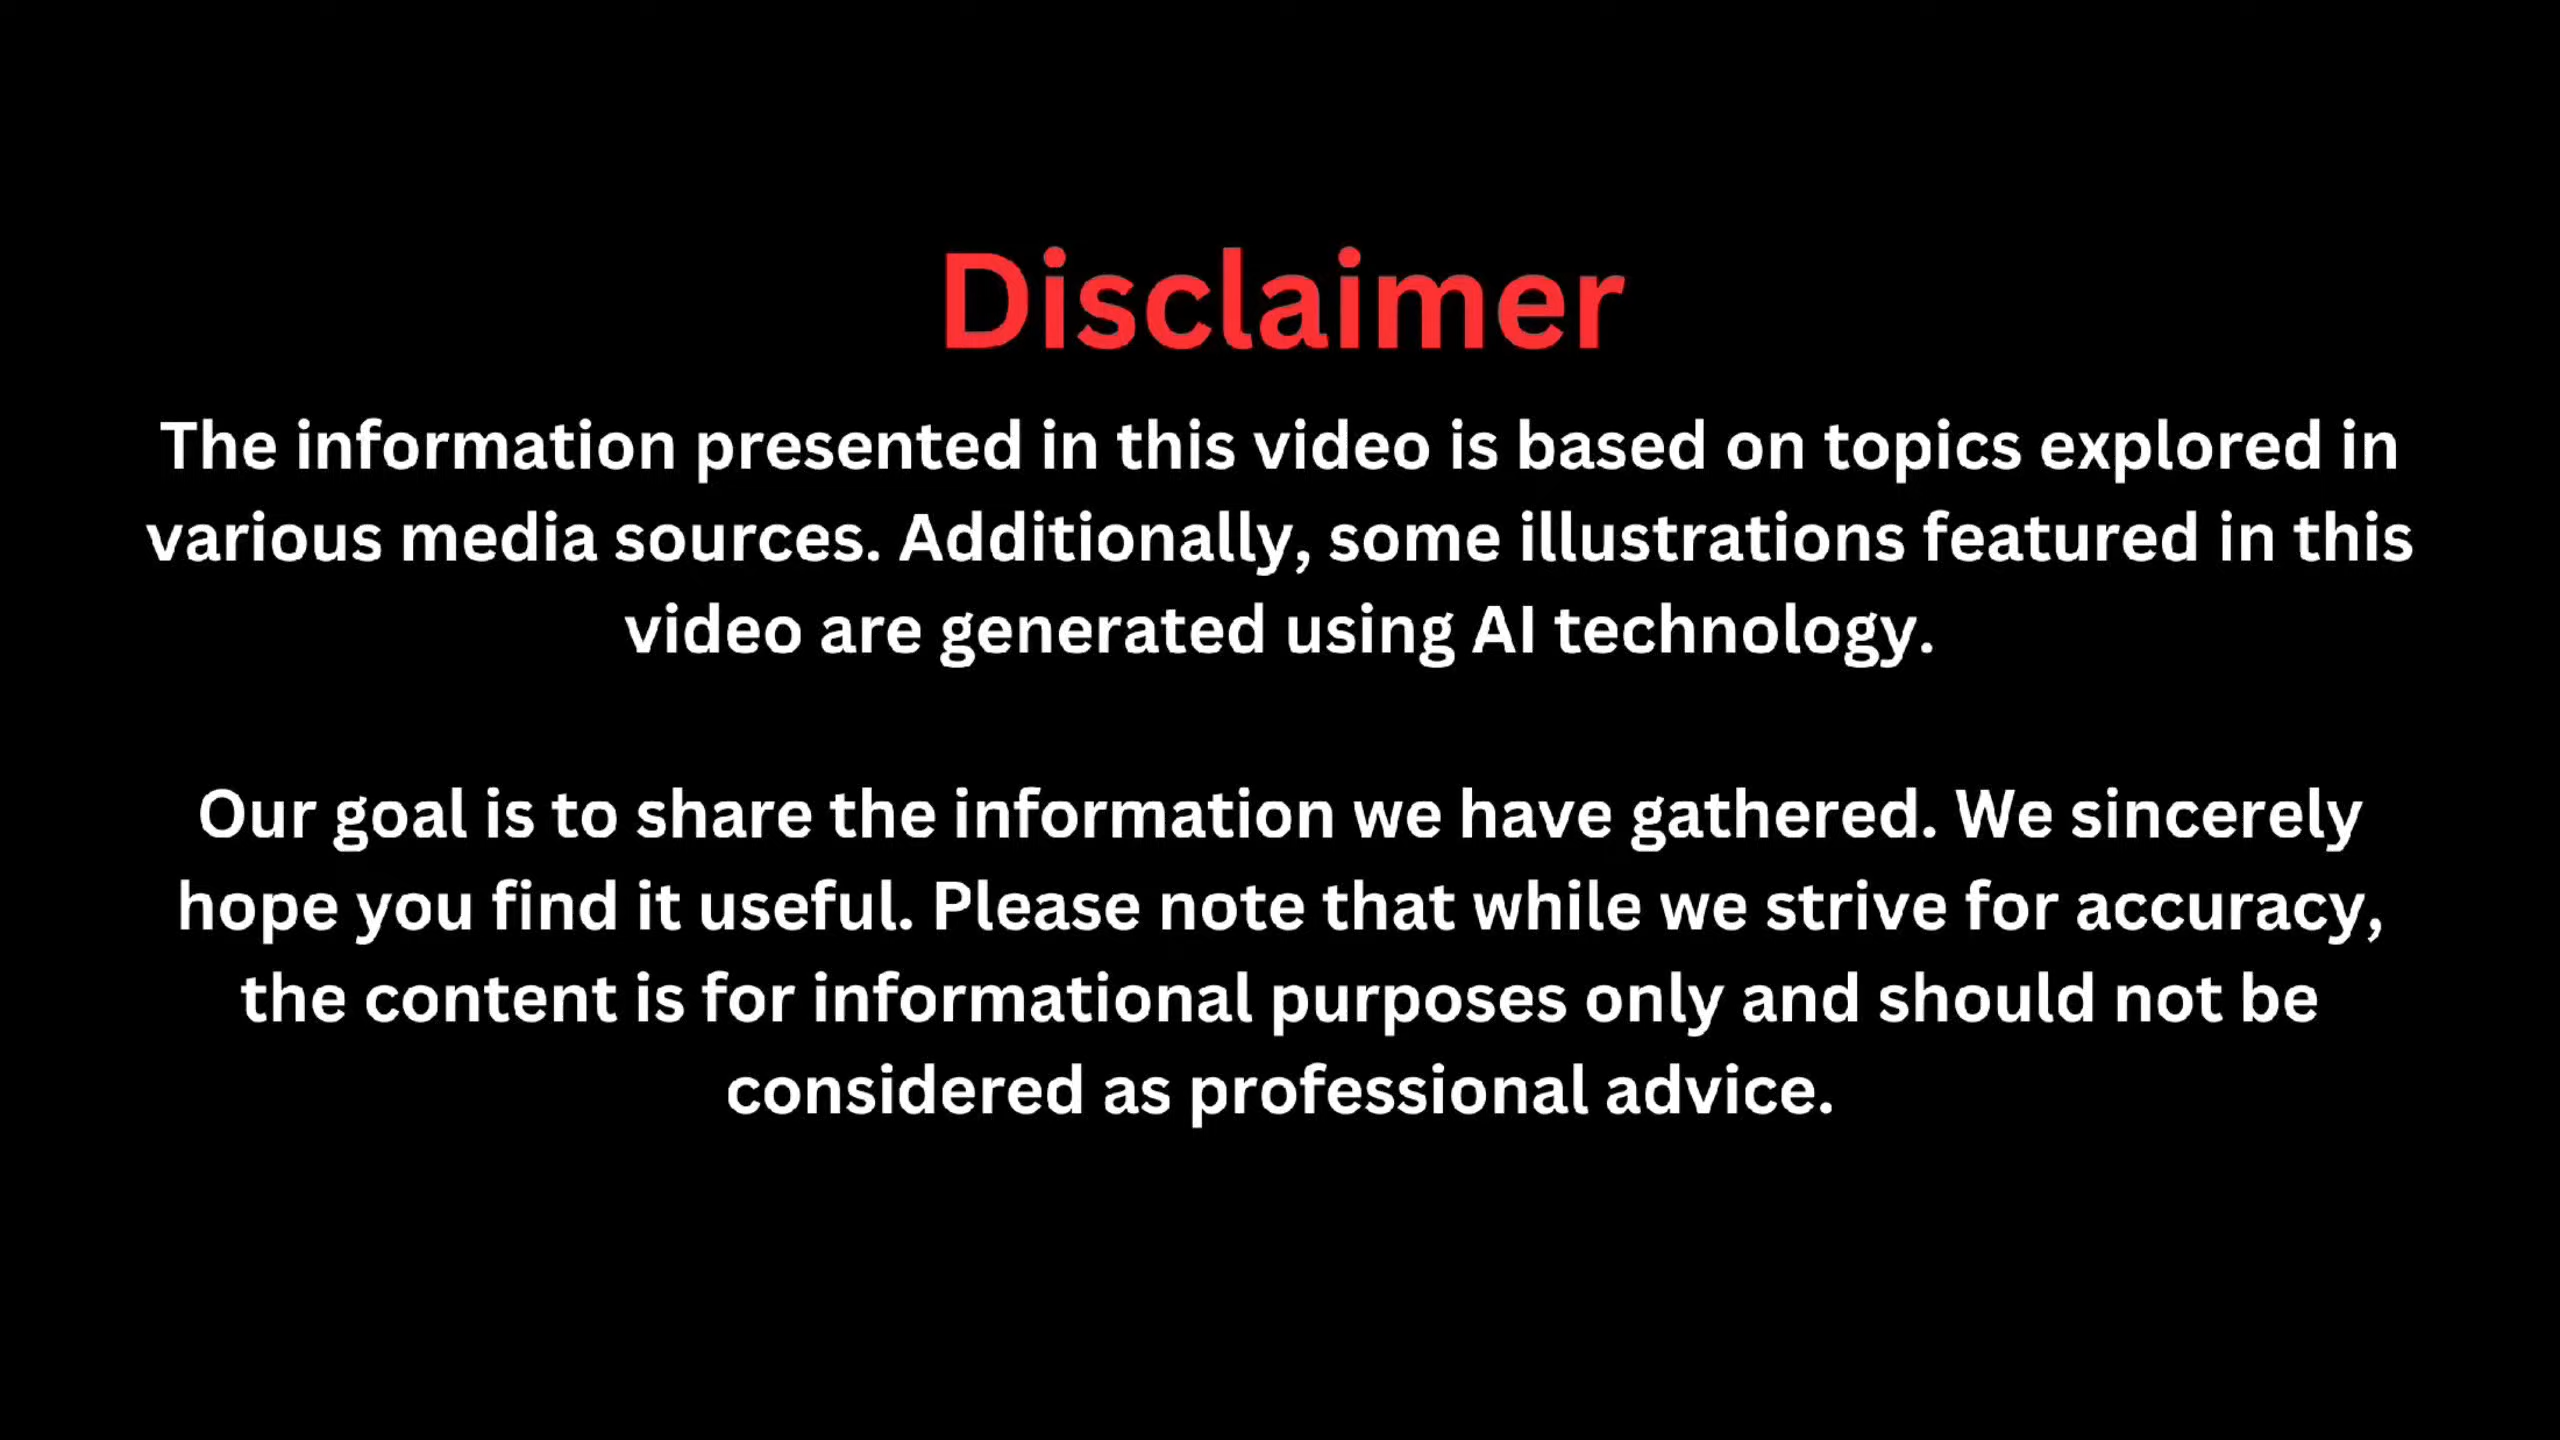 Disclaimer
The information presented in this video is based on topics explored in
various media sources. Additionally, some illustrations featured in this
video are generated using AI technology.
Our goal is to share the information we have gathered. We sincerely
hope you find it useful. Please note that while we strive for accuracy,
the content is for informational purposes only and should not be
considered as professional advice.